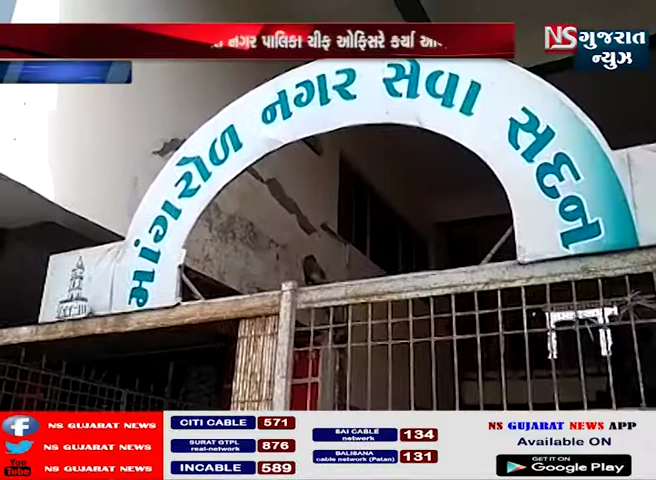 નગર પાલિકા ચીફ ઓફિસરે કર્યા
NS ગુજરાત
ન્યુઝ
માંગરોળ નગર સેવા સદન
NS GUJARAT NEWS
NS GUJARAT NEWS
NS GUJARAT NEWS
You Tube
CITI CABLE 571
SURAT GTPL 876
real-network
INCABLE 589
SAI CABLE 134
network
BALISANA 131
cable network (Patan)
NS GUJARAT NEWS APP
Available ON
GET IT ON
Google Play